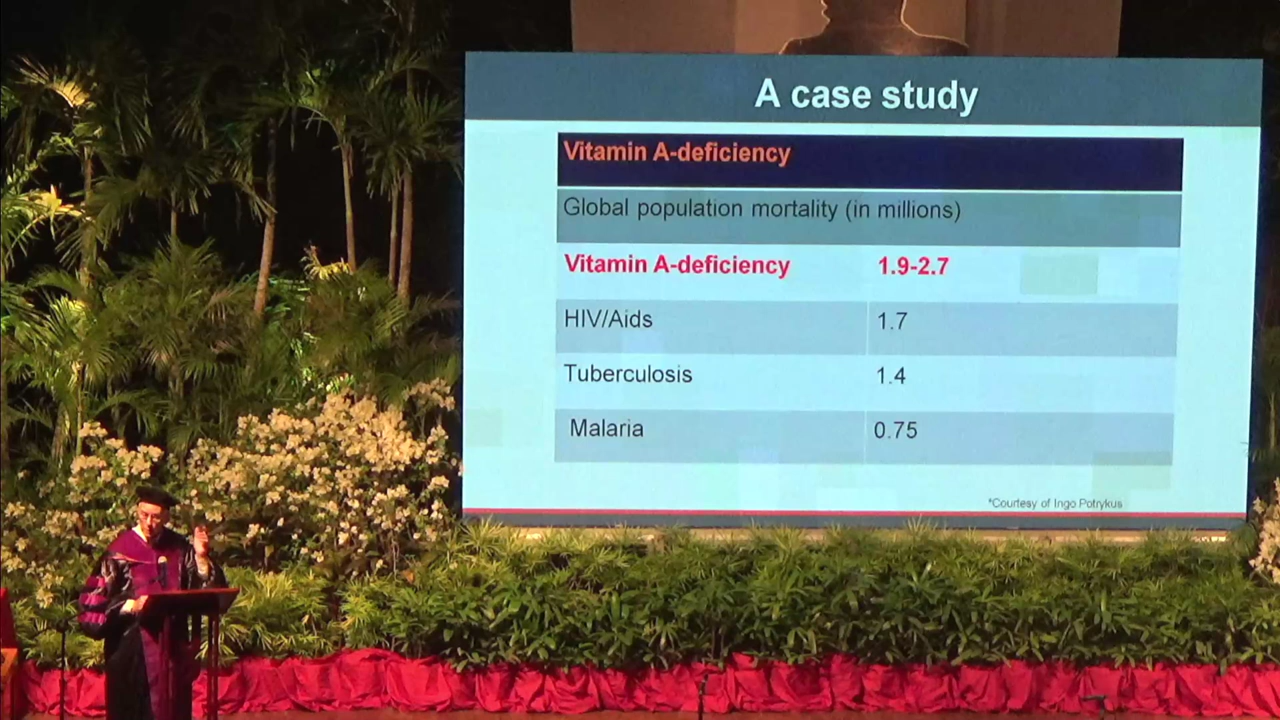 A case study
Vitamin A-deficiency
Global population mortality (in millions)
Vitamin A-deficiency 1.9-2.7
HIV/Aids 1.7
Tuberculosis 1.4
Malaria 0.75
*Courtesy of Ingo Potrykus